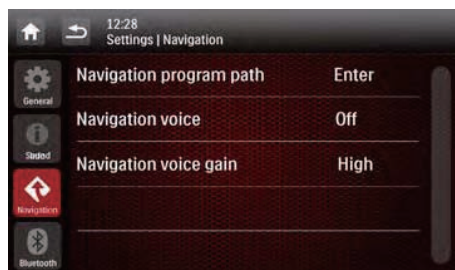 12:28
Settings | Navigation
General
Navigation program path Enter
Navigation voice Off
Navigation voice gain High
Navigation
Bluetooth